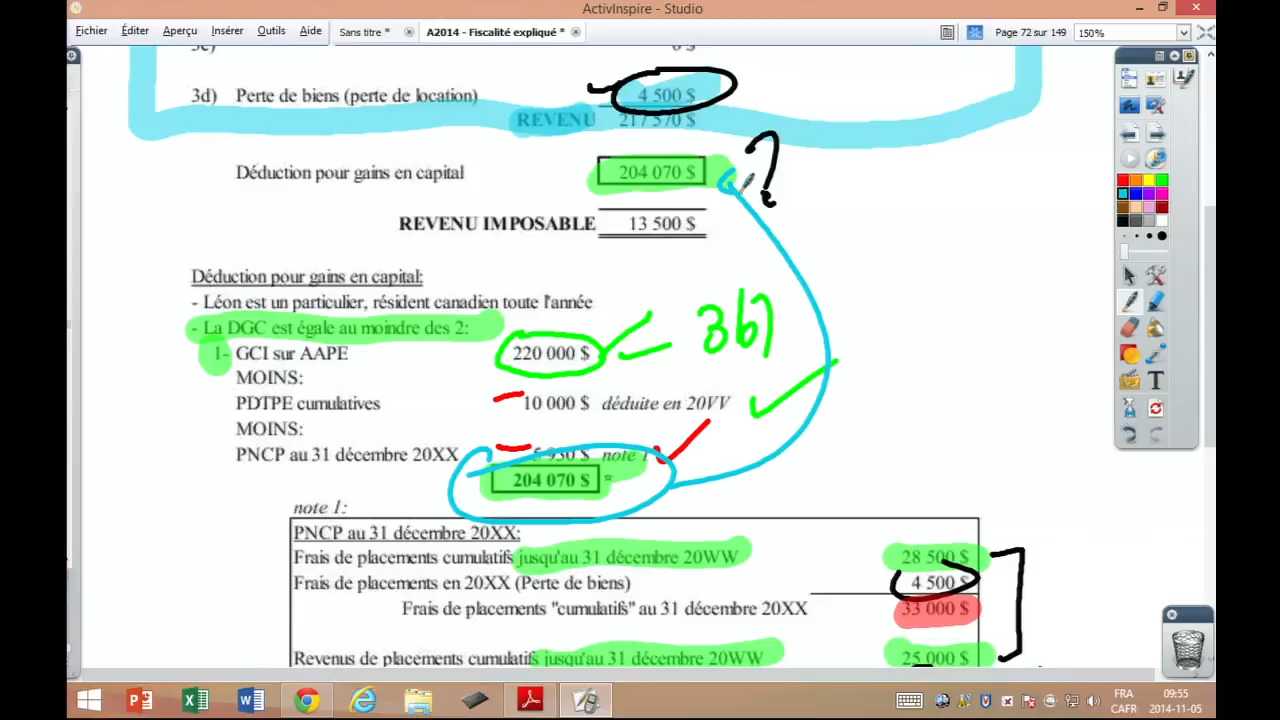 ActivInspire - Studio
Fichier Éditer Aperçu Insérer Outils Aide Sans titre * A2014 - Fiscalité expliqué * Page 72 sur 149 150%
3d) Perte de biens (perte de location) 4 500 $
REVENU 217 570 $
?
Déduction pour gains en capital 204 070 $
REVENU IMPOSABLE 13 500 $
Déduction pour gains en capital:
- Léon est un particulier, résident canadien toute l'année
- La DGC est égale au moindre des 2:
1- GCI sur AAPE 220 000 $ 3b)
MOINS:
PDTPE cumulatives 10 000 $ déduite en 20VV
MOINS:
PNCP au 31 décembre 20XX 5 930 $ note 1
204 070 $ *
note 1:
PNCP au 31 décembre 20XX:
Frais de placements cumulatifs jusqu'au 31 décembre 20WW 28 500 $
Frais de placements en 20XX (Perte de biens) 4 500 $
Frais de placements "cumulatifs" au 31 décembre 20XX 33 000 $
Revenus de placements cumulatifs jusqu'au 31 décembre 20WW 25 000 $
FRA
CAFR
09:55
2014-11-05